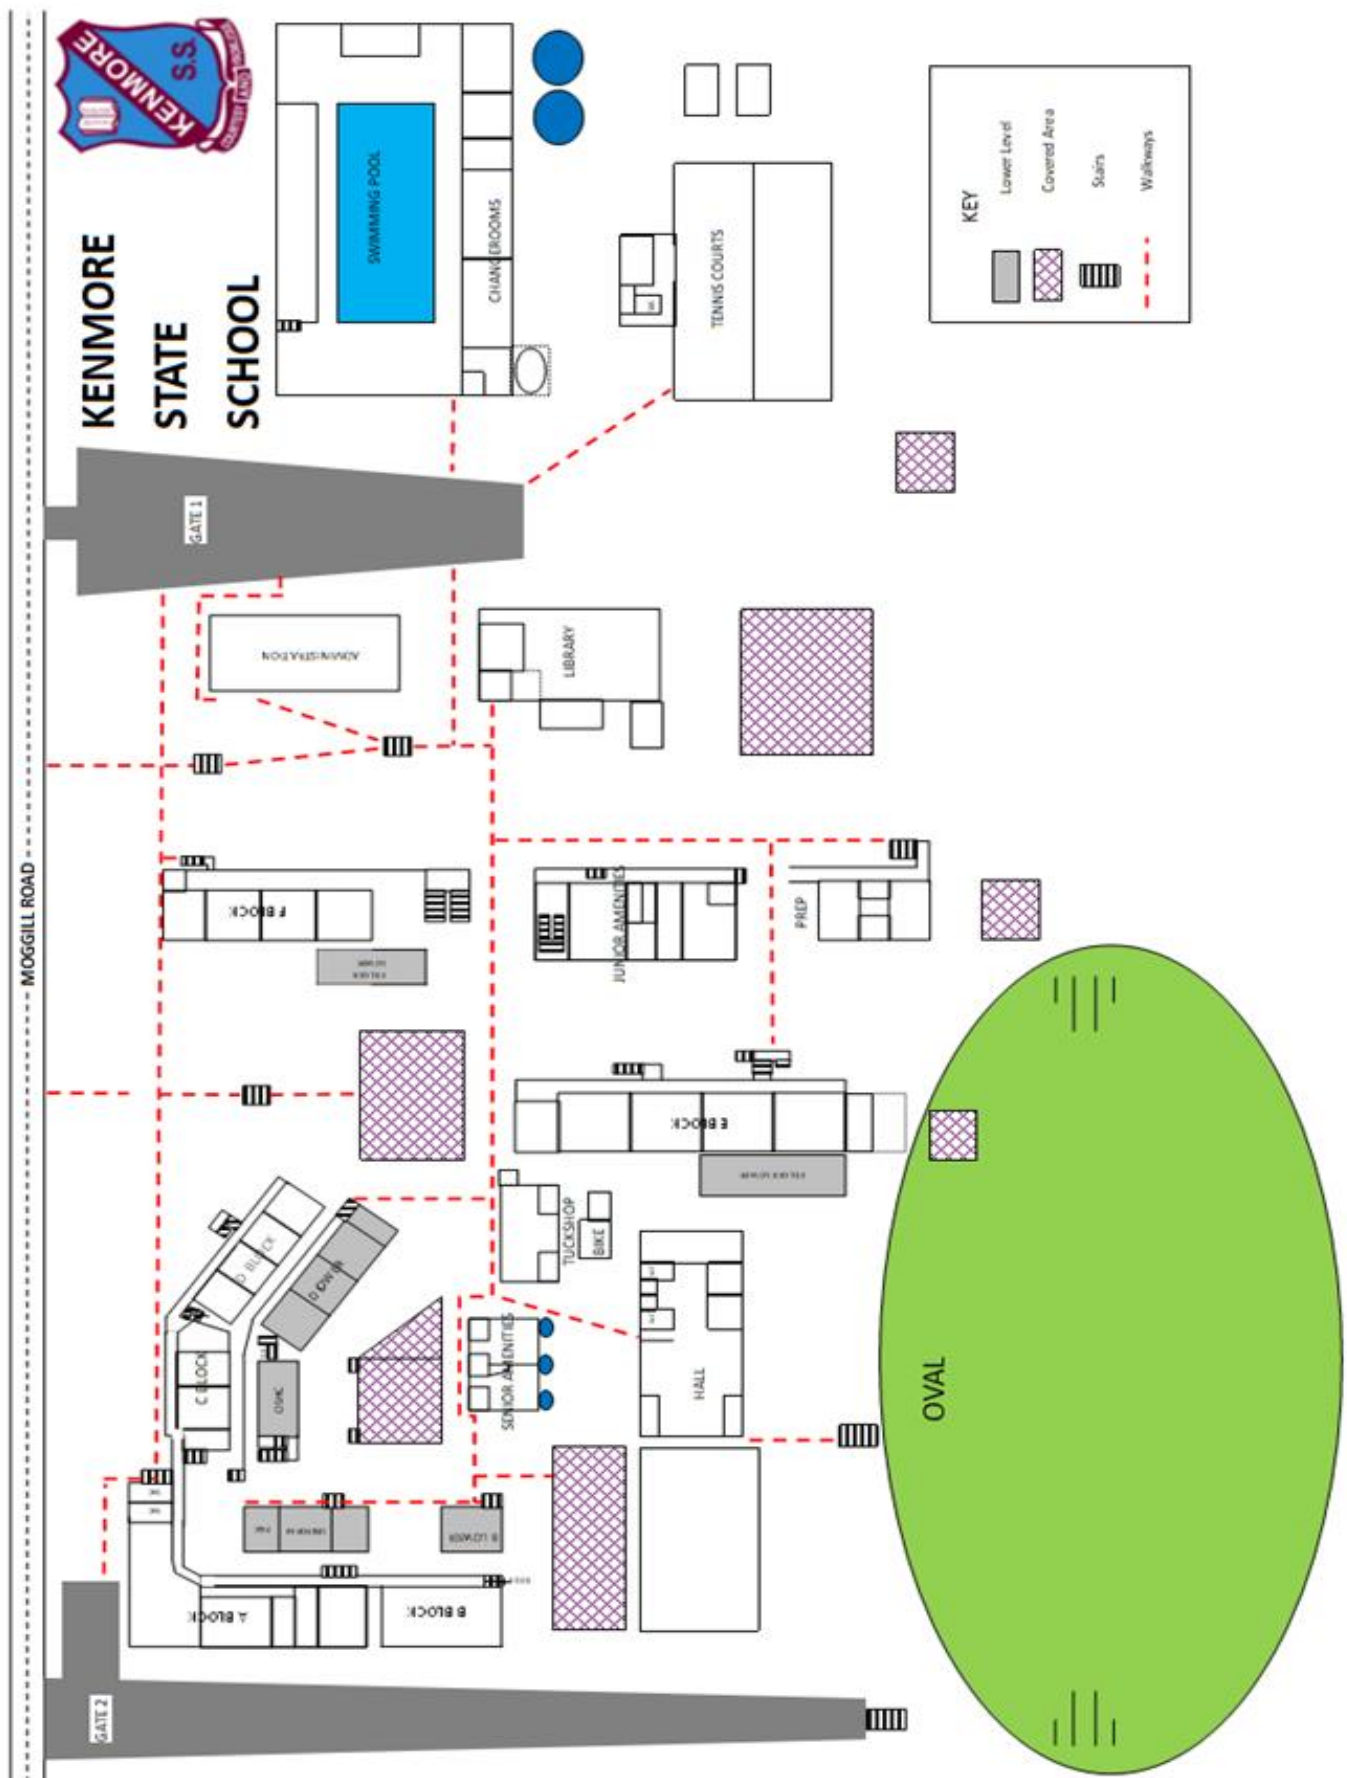 MOGGILL ROAD
KENMORE
S.S.
COURTESY AND
KENMORE
STATE
SCHOOL
GATE 1
SWIMMING POOL
CHANGEROOMS
TENNIS COURTS
KEY
Lower Level
Covered Area
Stairs
Walkways
ADMINISTRATION
LIBRARY
F BLOCK
JUNIOR AMENITIES
PREP
E BLOCK
TUCKSHOP
BIKE
D BLOCK
D LOWER
C BLOCK
OSHC
SENIOR AMENITIES
HALL
OVAL
A BLOCK
B BLOCK
B LOWER
GATE 2